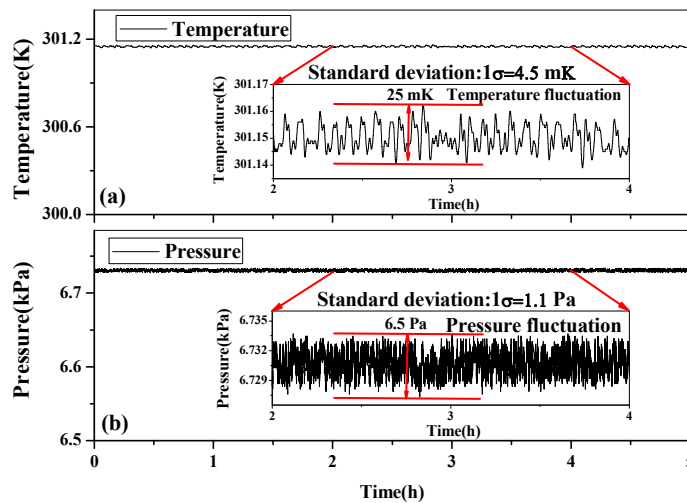 Temperature
Temperature(K)
301.2
300.6
300.0
Standard deviation:1σ=4.5 mK
25 mK Temperature fluctuation
Temperature(K)
301.17
301.16
301.15
301.14
2 3 4
Time(h)
(a)
Pressure
Pressure(kPa)
6.7
6.6
6.5
Standard deviation:1σ=1.1 Pa
6.5 Pa Pressure fluctuation
Pressure(kPa)
6.735
6.732
6.729
2 3 4
Time(h)
(b)
0 1 2 3 4 5
Time(h)